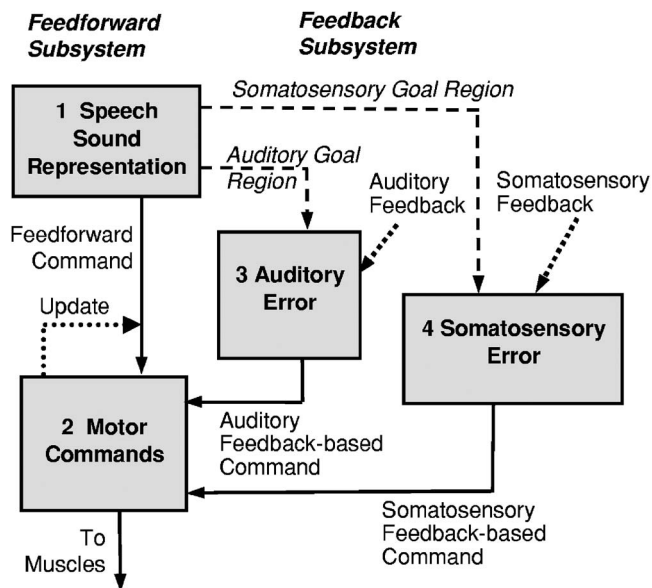 Feedforward
Subsystem
Feedback
Subsystem
1 Speech
Sound
Representation
Somatosensory Goal Region
Auditory Goal
Region
Auditory
Feedback
Somatosensory
Feedback
Feedforward
Command
3 Auditory
Error
Update
4 Somatosensory
Error
2 Motor
Commands
Auditory
Feedback-based
Command
Somatosensory
Feedback-based
Command
To
Muscles